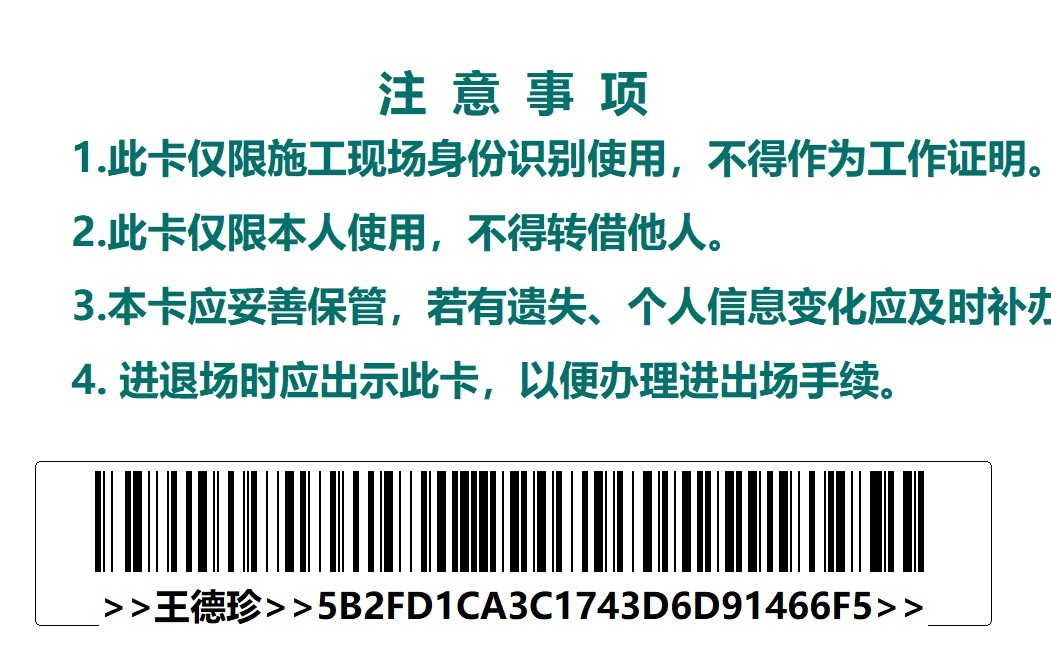 注意事项
1.此卡仅限施工现场身份识别使用，不得作为工作证明。
2.此卡仅限本人使用，不得转借他人。
3.本卡应妥善保管，若有遗失、个人信息变化应及时补办
4. 进退场时应出示此卡，以便办理进出场手续。
>>王德珍>>5B2FD1CA3C1743D6D91466F5>>